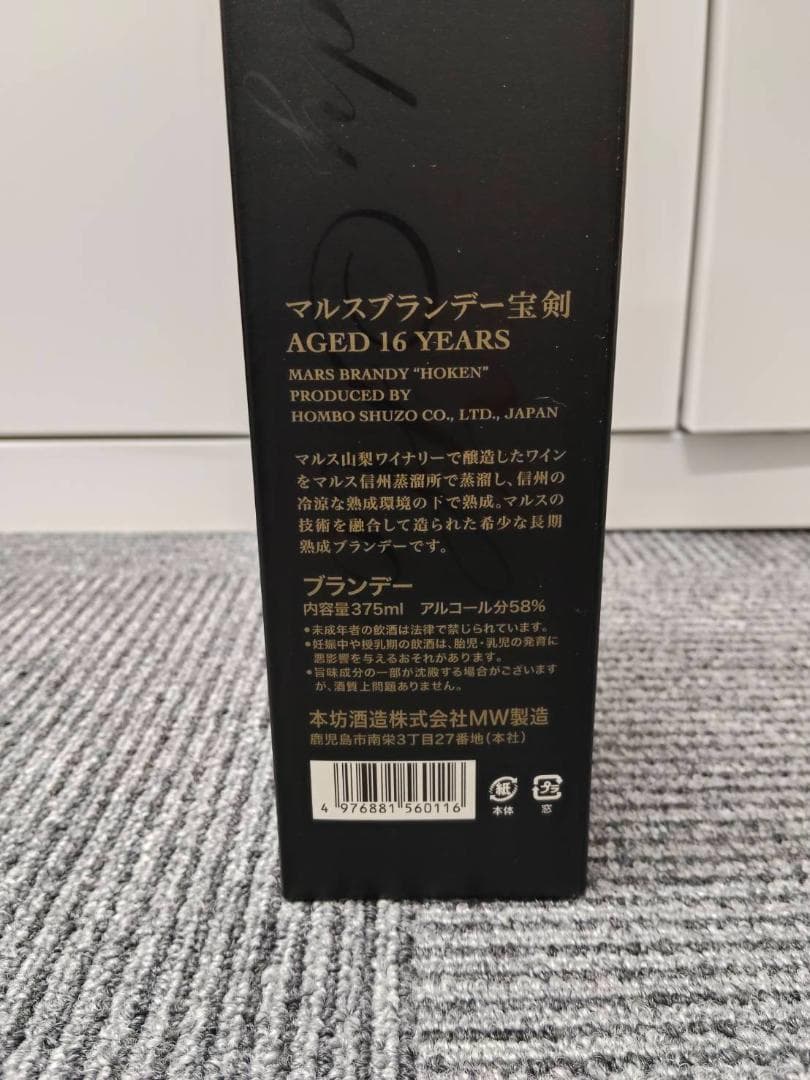 マルスブランデー宝剣
AGED 16 YEARS
MARS BRANDY “HOKEN”
PRODUCED BY
HOMBO SHUZO CO., LTD., JAPAN
マルス山梨ワイナリーで醸造したワイン
をマルス信州蒸溜所で蒸溜し、信州の
冷涼な熟成環境の下で熟成。マルスの
技術を融合して造られた希少な長期
熟成ブランデーです。
ブランデー
内容量375ml アルコール分58%
•未成年者の飲酒は法律で禁じられています。
•妊娠中や授乳期の飲酒は、胎児・乳児の発育に
悪影響を与えるおそれがあります。
•旨味成分の一部が沈殿する場合がございます
が、酒質上問題ありません。
本坊酒造株式会社MW製造
鹿児島市南栄3丁目27番地(本社)
4 976881 560116
紙 プラ
本体 窓